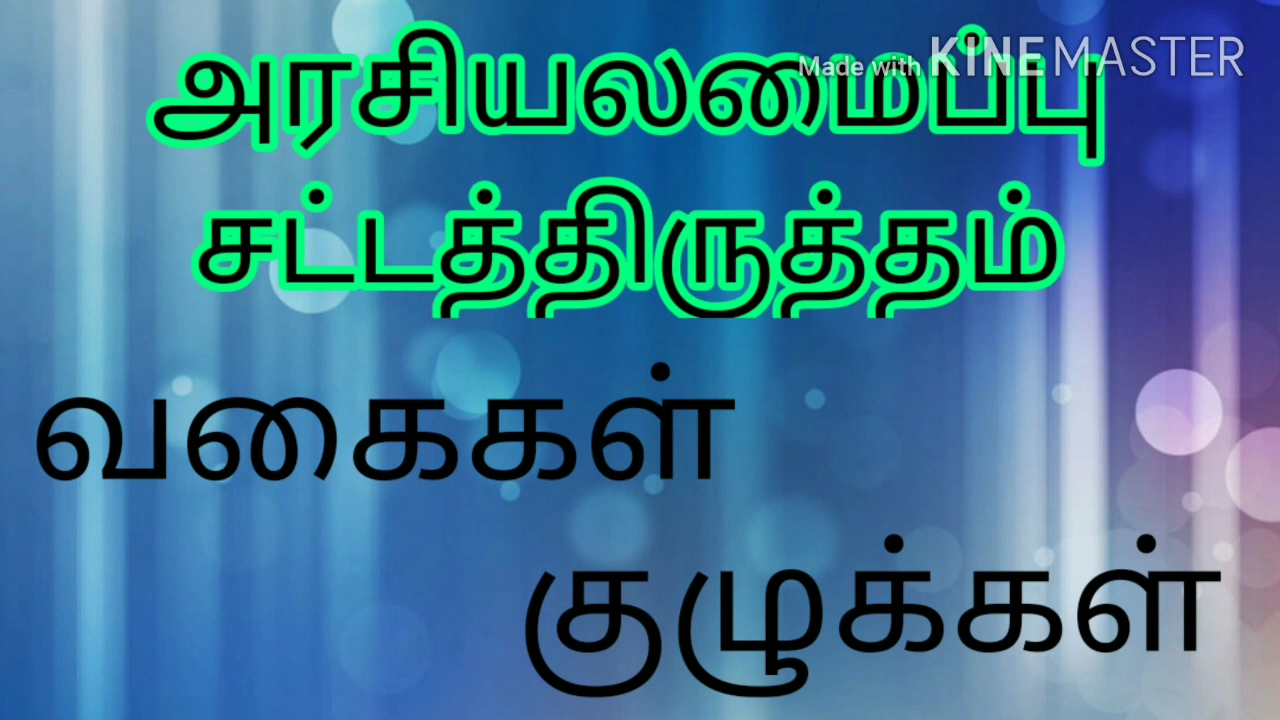 Made with KINEMASTER
அரசியலமைப்பு
சட்டத்திருத்தம்
வகைகள்
குழுக்கள்